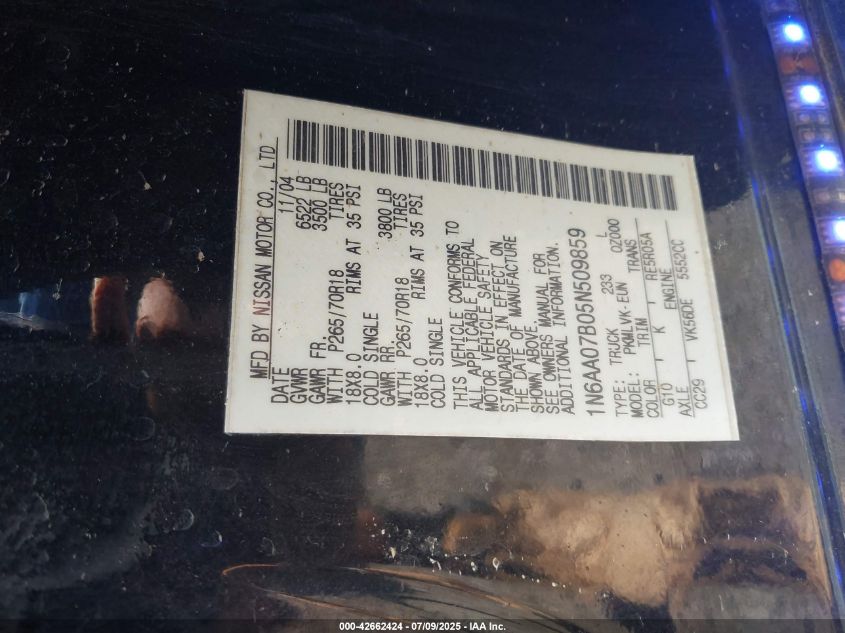 MFD BY NISSAN MOTOR CO., LTD
DATE 11/04
GVWR 6522 LB
GAWR FR. 3500 LB
WITH P265/70R18 TIRES
18X8.0 RIMS AT 35 PSI
COLD SINGLE
GAWR RR. 3800 LB
WITH P265/70R18 TIRES
18X8.0 RIMS AT 35 PSI
COLD SINGLE
THIS VEHICLE CONFORMS TO
ALL APPLICABLE FEDERAL
MOTOR VEHICLE SAFETY
STANDARDS IN EFFECT ON
THE DATE OF MANUFACTURE
SHOWN ABOVE.
SEE OWNERS MANUAL FOR
ADDITIONAL INFORMATION.
1N6AA07B05N509859
TYPE: TRUCK 233 L
MODEL: PKMLVK-EUN 0Z000
COLOR TRIM TRANS
G10 K RE5R05A
AXLE ENGINE
CC29 VK56DE 5552CC
000-42662424 / 07/09/2025 - IAA Inc.